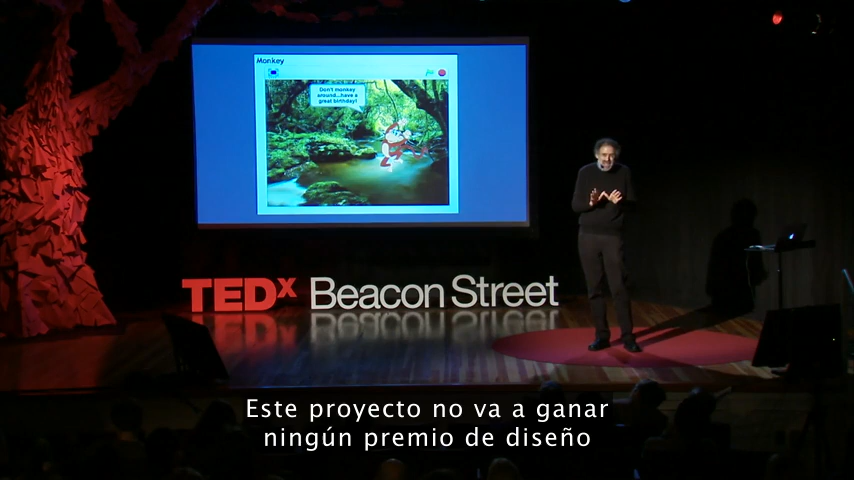 Monkey
Don't monkey
around...have a
great birthday!
TEDx Beacon Street
Este proyecto no va a ganar
ningún premio de diseño